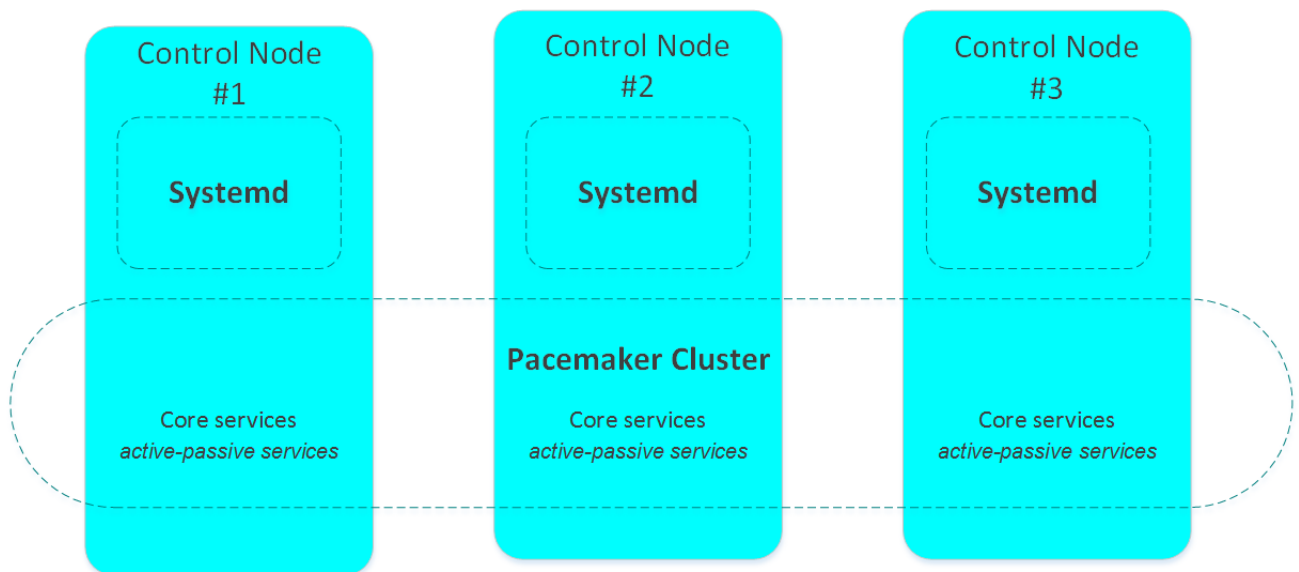 Control Node
#1
Control Node
#2
Control Node
#3
Systemd
Systemd
Systemd
Pacemaker Cluster
Core services
active-passive services
Core services
active-passive services
Core services
active-passive services